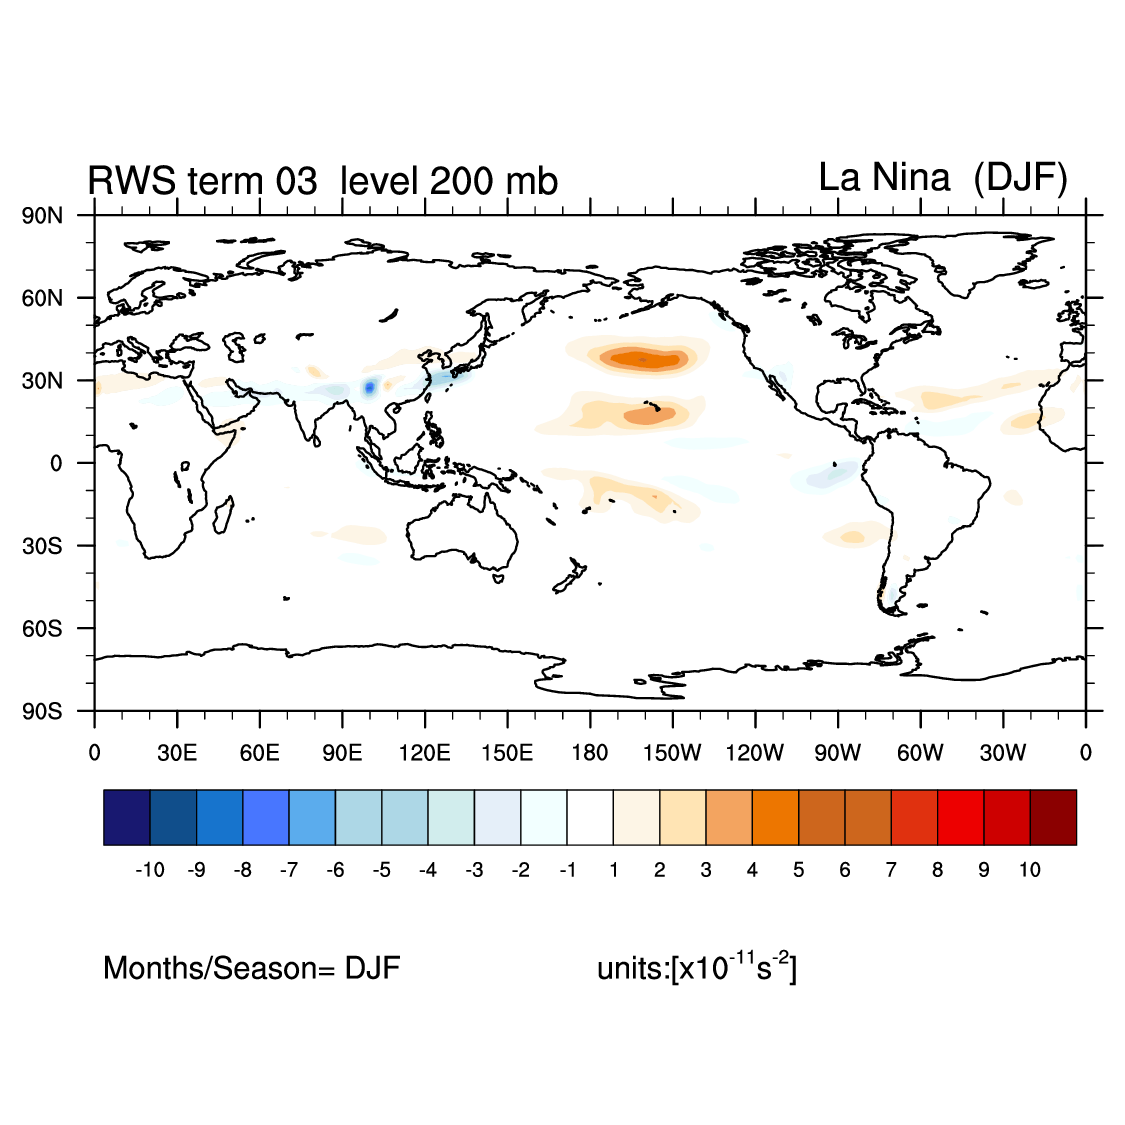 RWS term 03  level 200 mb
La Nina  (DJF)
90N
60N
30N
0
30S
60S
90S
0 30E 60E 90E 120E 150E 180 150W 120W 90W 60W 30W 0
-10 -9 -8 -7 -6 -5 -4 -3 -2 -1 1 2 3 4 5 6 7 8 9 10
Months/Season= DJF
units:[x10⁻¹¹s⁻²]